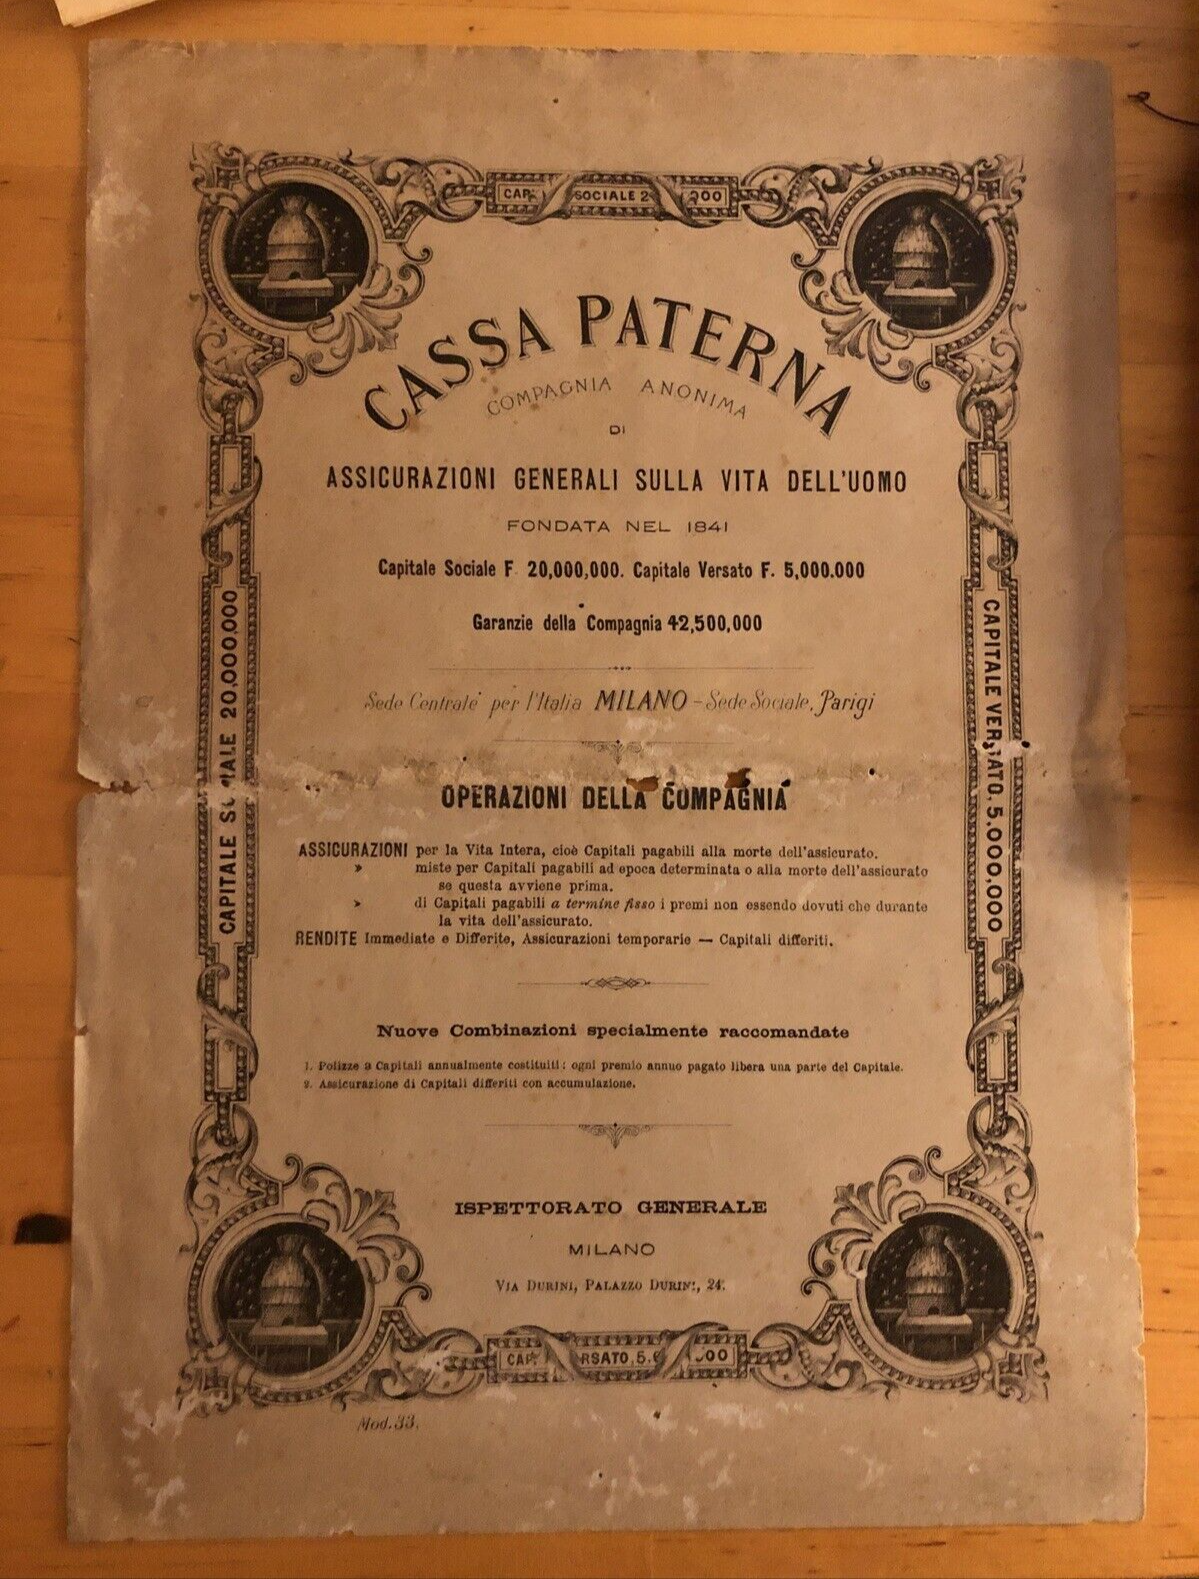 CAP. SOCIALE 2 000
CASSA PATERNA
COMPAGNIA ANONIMA
DI
ASSICURAZIONI GENERALI SULLA VITA DELL'UOMO
FONDATA NEL 1841
Capitale Sociale F. 20,000,000. Capitale Versato F. 5,000.000
Garanzie della Compagnia 42,500,000
Sede Centrale per l'Italia MILANO - Sede Sociale, Parigi
CAPITALE SOCIALE 20.000,000
CAPITALE VERSATO. 5.000,000
OPERAZIONI DELLA COMPAGNIA
ASSICURAZIONI per la Vita Intera, cioè Capitali pagabili alla morte dell'assicurato.
» miste per Capitali pagabili ad epoca determinata o alla morte dell'assicurato
se questa avviene prima.
» di Capitali pagabili a termine fisso i premi non essendo dovuti che durante
la vita dell'assicurato.
RENDITE Immediate e Differite, Assicurazioni temporarie — Capitali differiti.
Nuove Combinazioni specialmente raccomandate
1. Polizze a Capitali annualmente costituiti: ogni premio annuo pagato libera una parte del Capitale.
2. Assicurazione di Capitali differiti con accumulazione.
ISPETTORATO GENERALE
MILANO
VIA DURINI, PALAZZO DURINI, 24.
CAP. RSATO, 5. 000
Mod. 33.